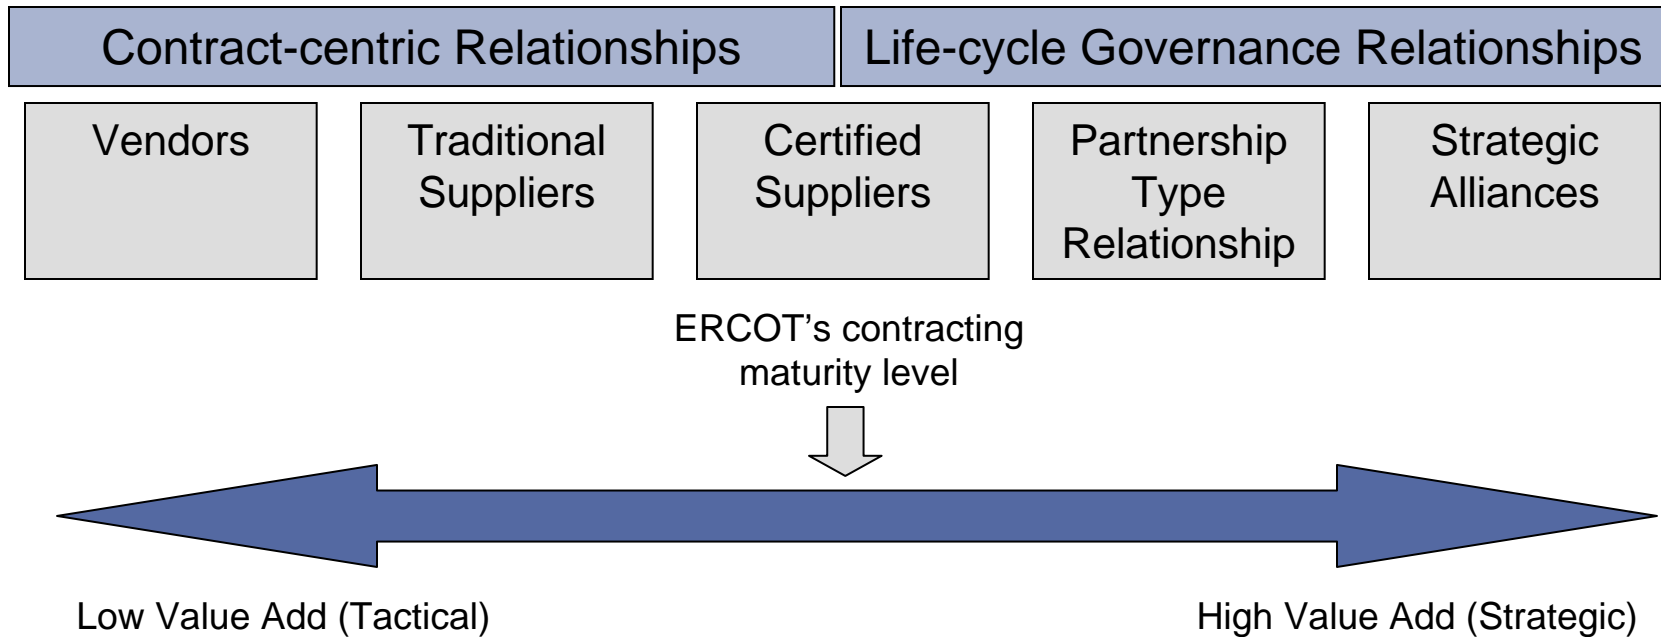 Contract-centric Relationships
Life-cycle Governance Relationships
Vendors
Traditional
Suppliers
Certified
Suppliers
Partnership
Type
Relationship
Strategic
Alliances
ERCOT’s contracting
maturity level
Low Value Add (Tactical)
High Value Add (Strategic)